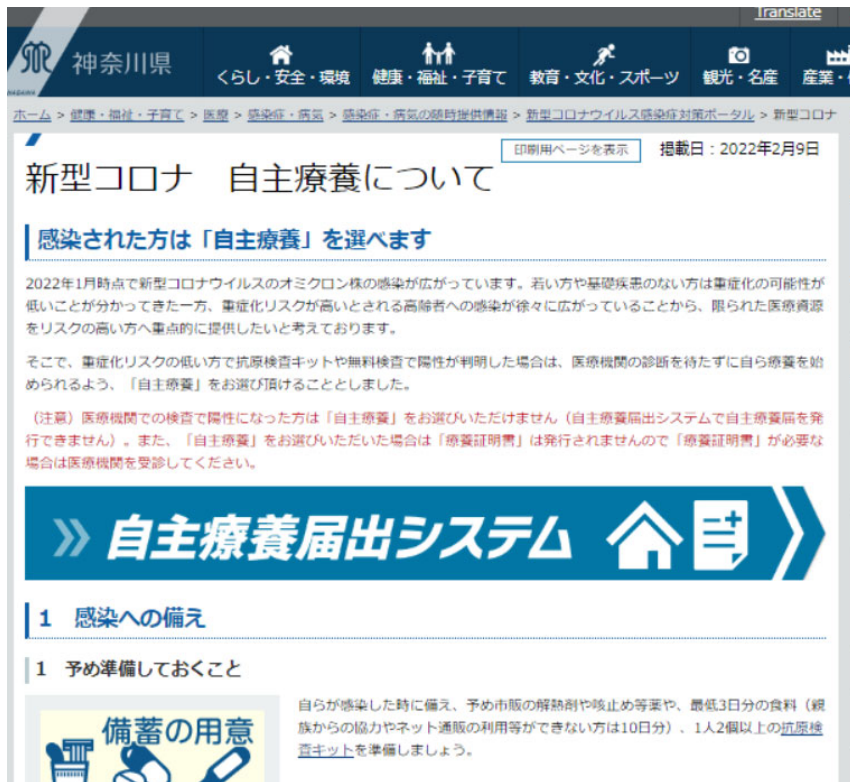 Translate
神奈川県
くらし・安全・環境
健康・福祉・子育て
教育・文化・スポーツ
観光・名産
産業・
ホーム > 健康・福祉・子育て > 医療 > 感染症・病気 > 感染症・病気の随時提供情報 > 新型コロナウイルス感染症対策ポータル > 新型コロナ
印刷用ページを表示
掲載日：2022年2月9日
新型コロナ　自主療養について
感染された方は「自主療養」を選べます
2022年1月時点で新型コロナウイルスのオミクロン株の感染が広がっています。若い方や基礎疾患のない方は重症化の可能性が
低いことが分かってきた一方、重症化リスクが高いとされる高齢者への感染が徐々に広がっていることから、限られた医療資源
をリスクの高い方へ重点的に提供したいと考えております。
そこで、重症化リスクの低い方で抗原検査キットや無料検査で陽性が判明した場合は、医療機関の診断を待たずに自ら療養を始
められるよう、「自主療養」をお選び頂けることとしました。
（注意）医療機関での検査で陽性になった方は「自主療養」をお選びいただけません（自主療養届出システムで自主療養届を発
行できません）。また、「自主療養」をお選びいただいた場合は「療養証明書」は発行されませんので「療養証明書」が必要な
場合は医療機関を受診してください。
自主療養届出システム
1　感染への備え
1　予め準備しておくこと
備蓄の用意
自らが感染した時に備え、予め市販の解熱剤や咳止め等薬や、最低3日分の食料（親
族からの協力やネット通販の利用等ができない方は10日分）、1人2個以上の抗原検
査キットを準備しましょう。